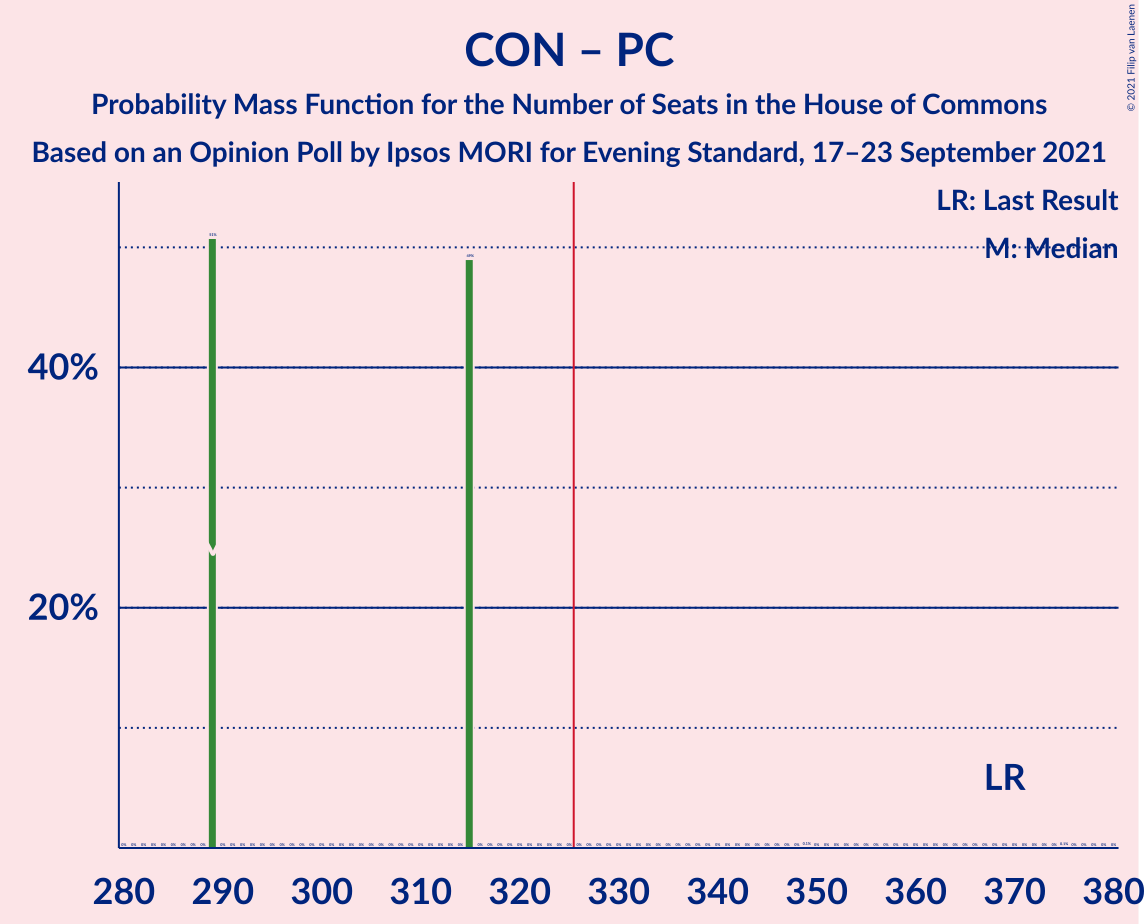 CON – PC
Probability Mass Function for the Number of Seats in the House of Commons
Based on an Opinion Poll by Ipsos MORI for Evening Standard, 17–23 September 2021
© 2021 Filip van Laenen
LR: Last Result
M: Median
51%
49%
40%
20%
LR
280 290 300 310 320 330 340 350 360 370 380